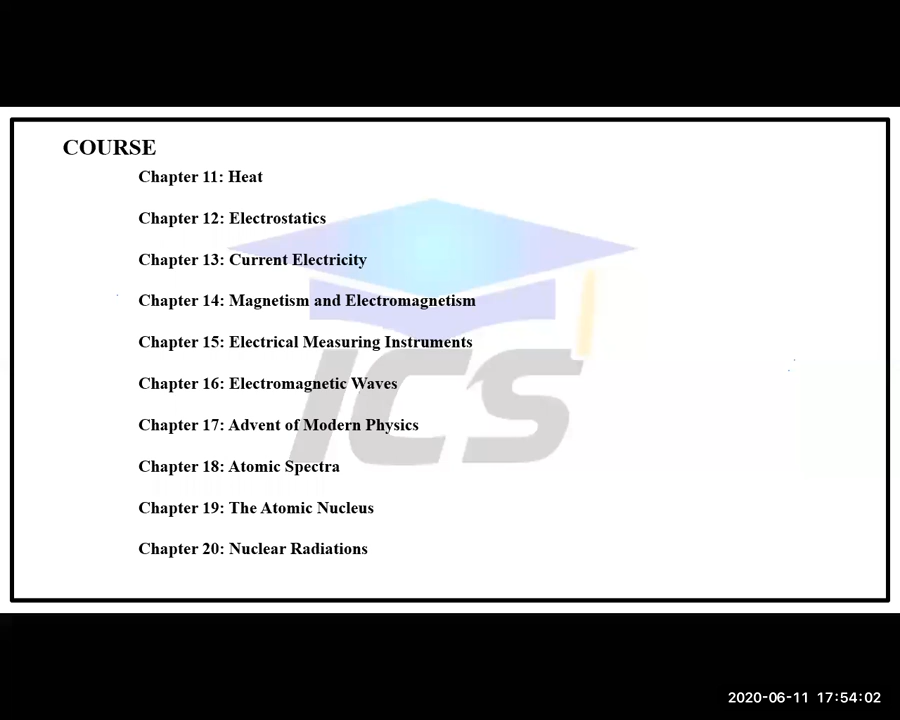 COURSE
Chapter 11: Heat
Chapter 12: Electrostatics
Chapter 13: Current Electricity
Chapter 14: Magnetism and Electromagnetism
Chapter 15: Electrical Measuring Instruments
Chapter 16: Electromagnetic Waves
Chapter 17: Advent of Modern Physics
Chapter 18: Atomic Spectra
Chapter 19: The Atomic Nucleus
Chapter 20: Nuclear Radiations
ICS
2020-06-11 17:54:02